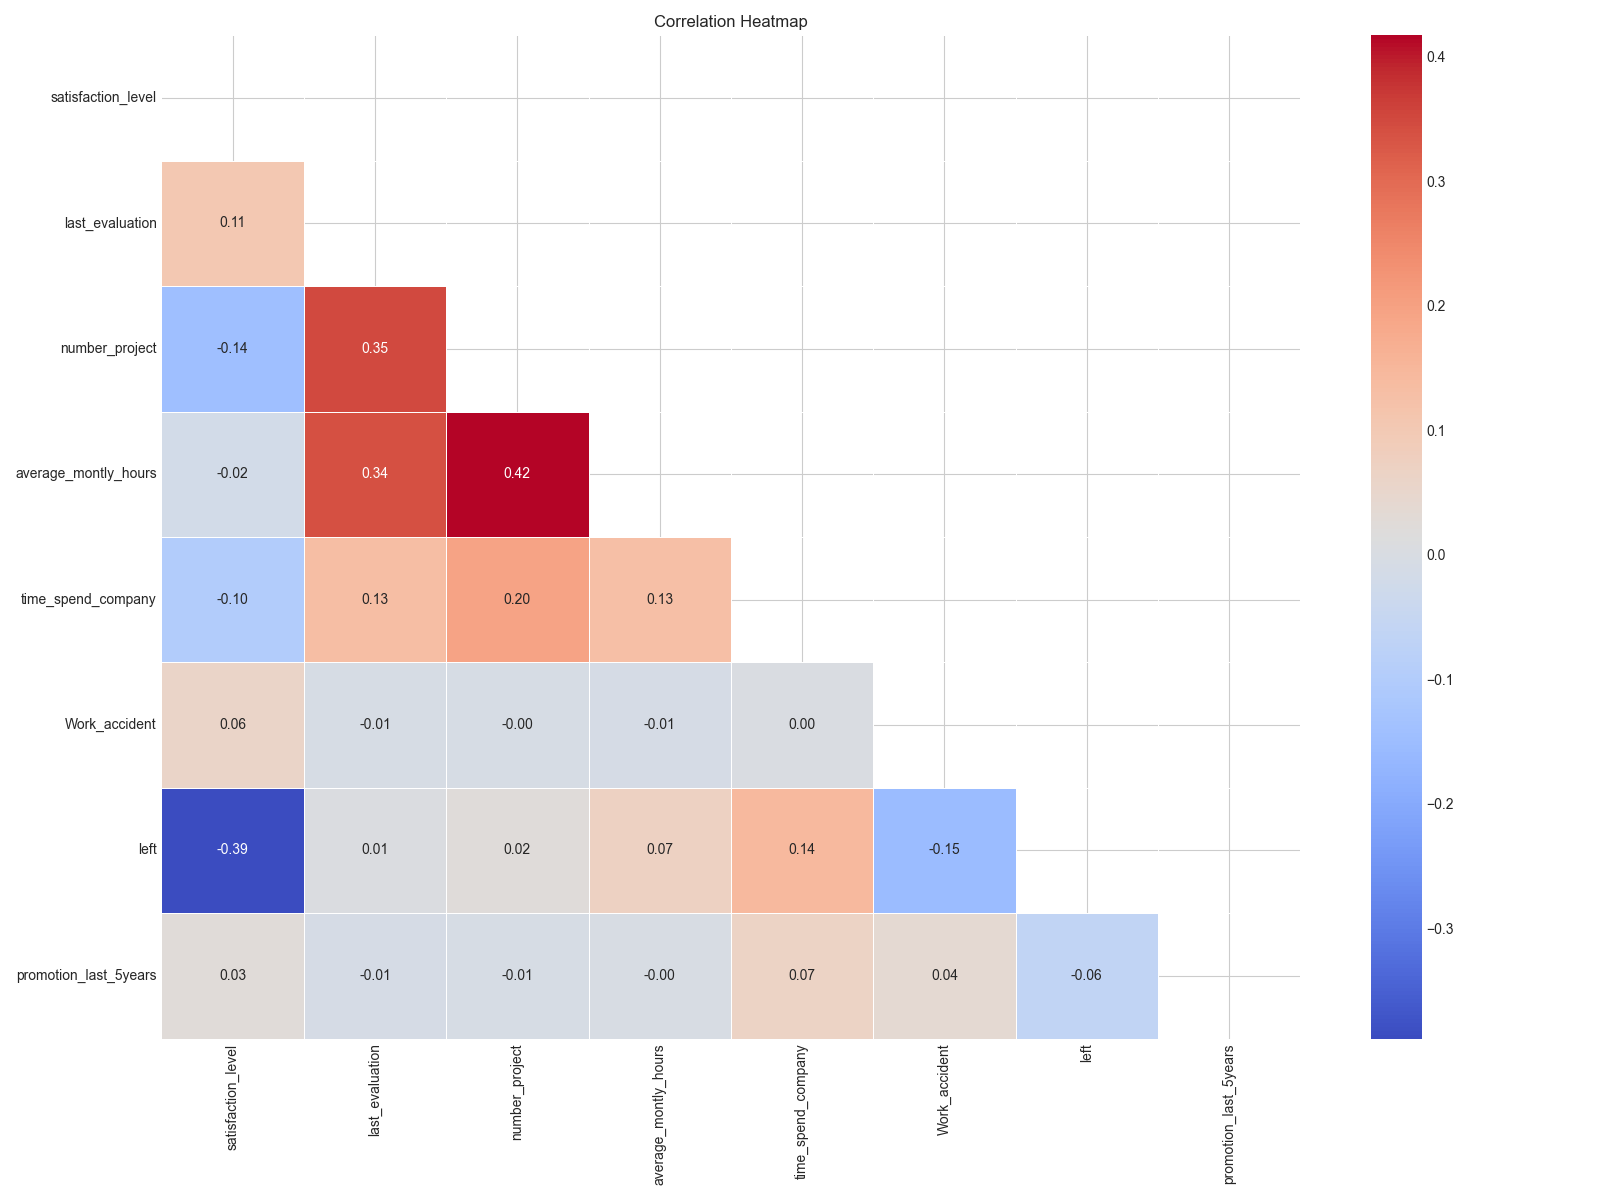 Correlation Heatmap
satisfaction_level
last_evaluation 0.11
number_project -0.14 0.35
average_montly_hours -0.02 0.34 0.42
time_spend_company -0.10 0.13 0.20 0.13
Work_accident 0.06 -0.01 -0.00 -0.01 0.00
left -0.39 0.01 0.02 0.07 0.14 -0.15
promotion_last_5years 0.03 -0.01 -0.01 -0.00 0.07 0.04 -0.06
satisfaction_level
last_evaluation
number_project
average_montly_hours
time_spend_company
Work_accident
left
promotion_last_5years
0.4
0.3
0.2
0.1
0.0
−0.1
−0.2
−0.3